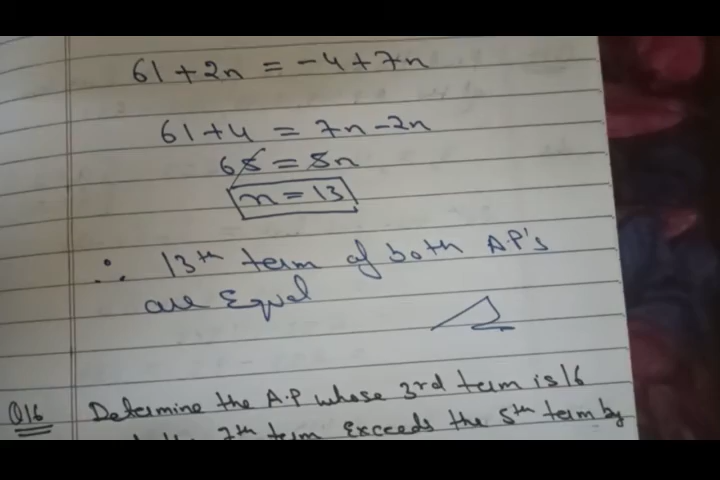 61 + 2n = -4 + 7n
61 + 4 = 7n - 2n
65 = 5n
n = 13
∴ 13th term of both A.P's
are Equal
Q16 Determine the A.P whose 3rd term is 16
7th term exceeds the 5th term by